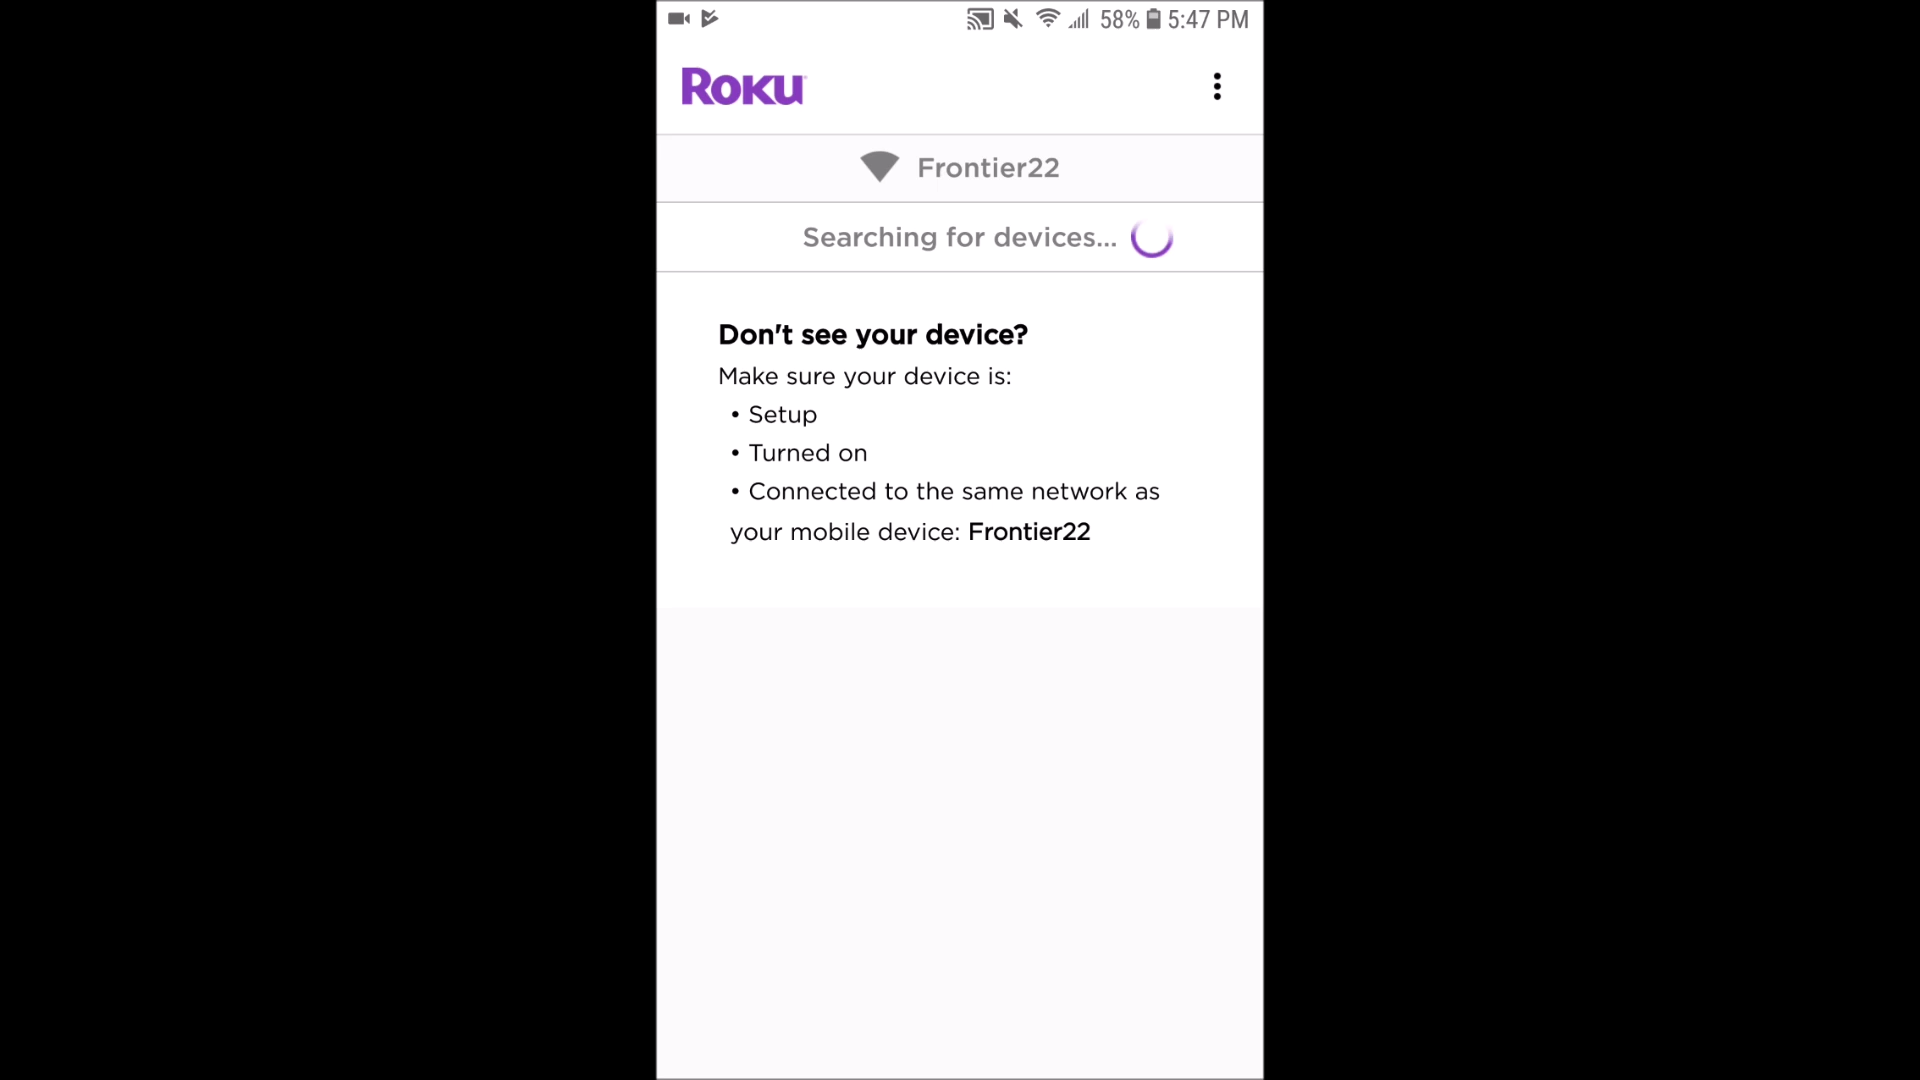 58% 5:47 PM
Roku
Frontier22
Searching for devices...
Don't see your device?
Make sure your device is:
• Setup
• Turned on
• Connected to the same network as
your mobile device: Frontier22